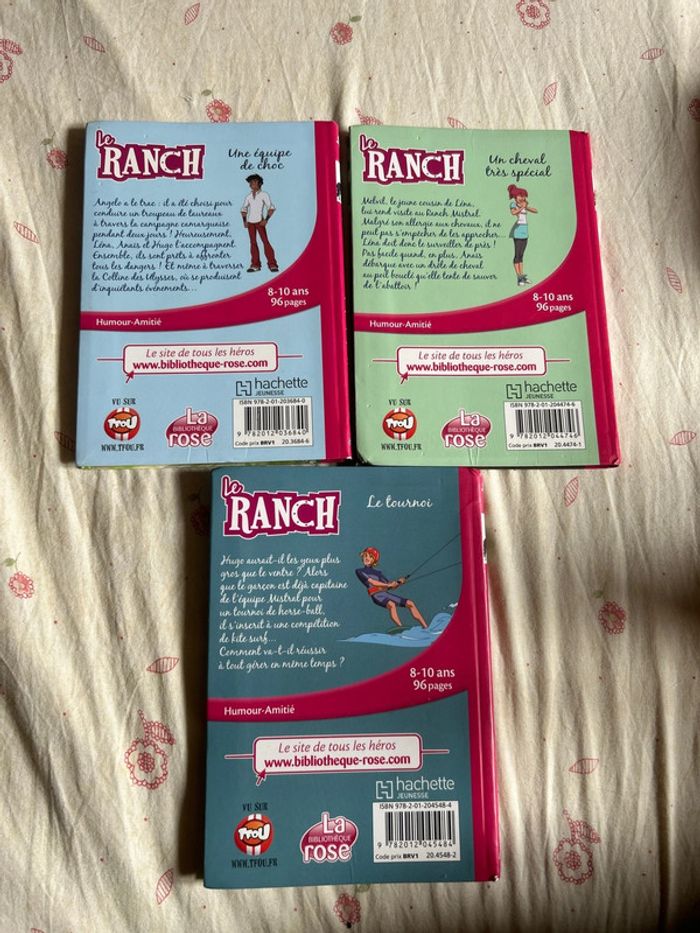 Le
RANCH
Une équipe
de choc
Angelo a le trac : il a été choisi pour
conduire un troupeau de taureaux
à travers la campagne camarguaise
pendant deux jours ! Heureusement,
Léna, Anaïs et Hugo l'accompagnent.
Ensemble, ils sont prêts à affronter
tous les dangers ! Et même à traverser
la Colline des Ulysses, où se produisent
d'inquiétants événements...
8-10 ans
96 pages
Humour-Amitié
Le site de tous les héros
www.bibliotheque-rose.com
hachette
JEUNESSE
VU SUR
TFOU
WWW.TFOU.FR
La
BIBLIOTHÈQUE
rose
ISBN 978-2-01-203684-0
9 782012 036840
Code prix BRV1 20.3684-6
Le
RANCH
Un cheval
très spécial
Melvil, le jeune cousin de Léna,
lui rend visite au Ranch Mistral.
Malgré son allergie aux chevaux, il ne
peut pas s'empêcher de les approcher...
Léna doit donc le surveiller de près !
Pas facile quand, en plus, Anaïs
débarque avec un drôle de cheval
au poil bouclé qu'elle tente de sauver
de l'abattoir !
8-10 ans
96 pages
Humour-Amitié
Le site de tous les héros
www.bibliotheque-rose.com
hachette
JEUNESSE
VU SUR
TFOU
WWW.TFOU.FR
La
BIBLIOTHÈQUE
rose
ISBN 978-2-01-204474-6
9 782012 044746
Code prix BRV1 20.4474-1
Le
RANCH
Le tournoi
Hugo aurait-il les yeux plus
gros que le ventre ? Alors
que le garçon est déjà capitaine
de l'équipe Mistral pour
un tournoi de horse-ball,
il s'inscrit à une compétition
de kite surf...
Comment va-t-il réussir
à tout gérer en même temps ?
8-10 ans
96 pages
Humour-Amitié
Le site de tous les héros
www.bibliotheque-rose.com
hachette
JEUNESSE
VU SUR
TFOU
WWW.TFOU.FR
La
BIBLIOTHÈQUE
rose
ISBN 978-2-01-204548-4
9 782012 045484
Code prix BRV1 20.4548-2